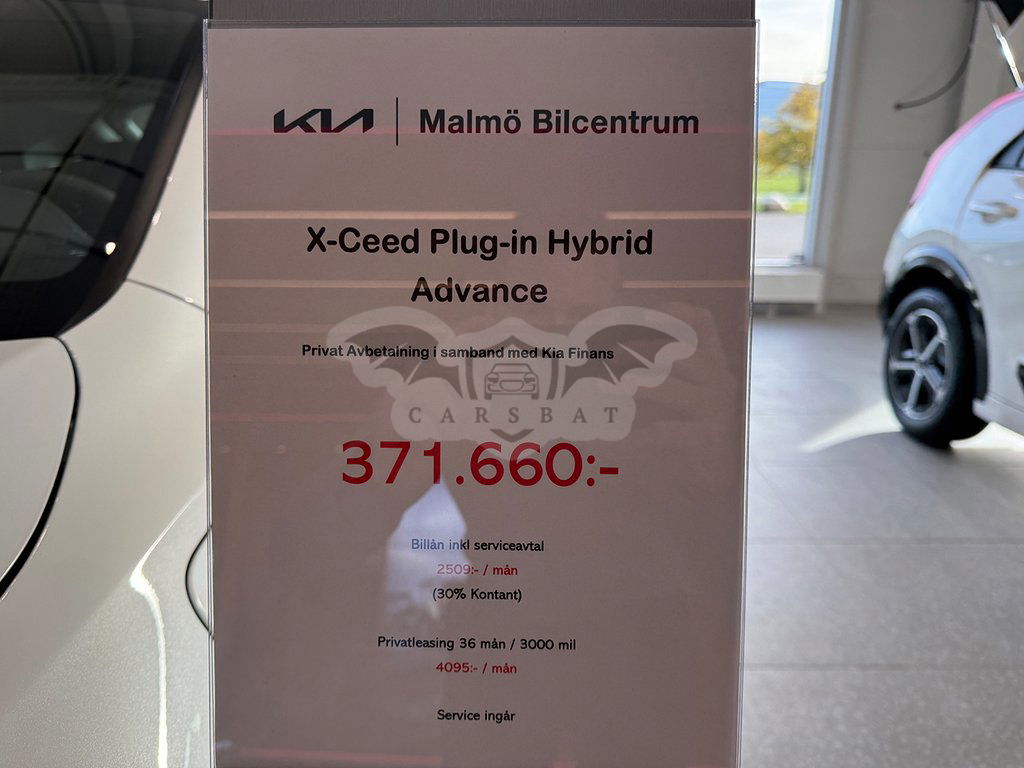 KIA | Malmö Bilcentrum
X-Ceed Plug-in Hybrid
Advance
Privat Avbetalning i samband med Kia Finans
CARSBAT
371.660:-
Billån inkl serviceavtal
2509:- / mån
(30% Kontant)
Privatleasing 36 mån / 3000 mil
4095:- / mån
Service ingår